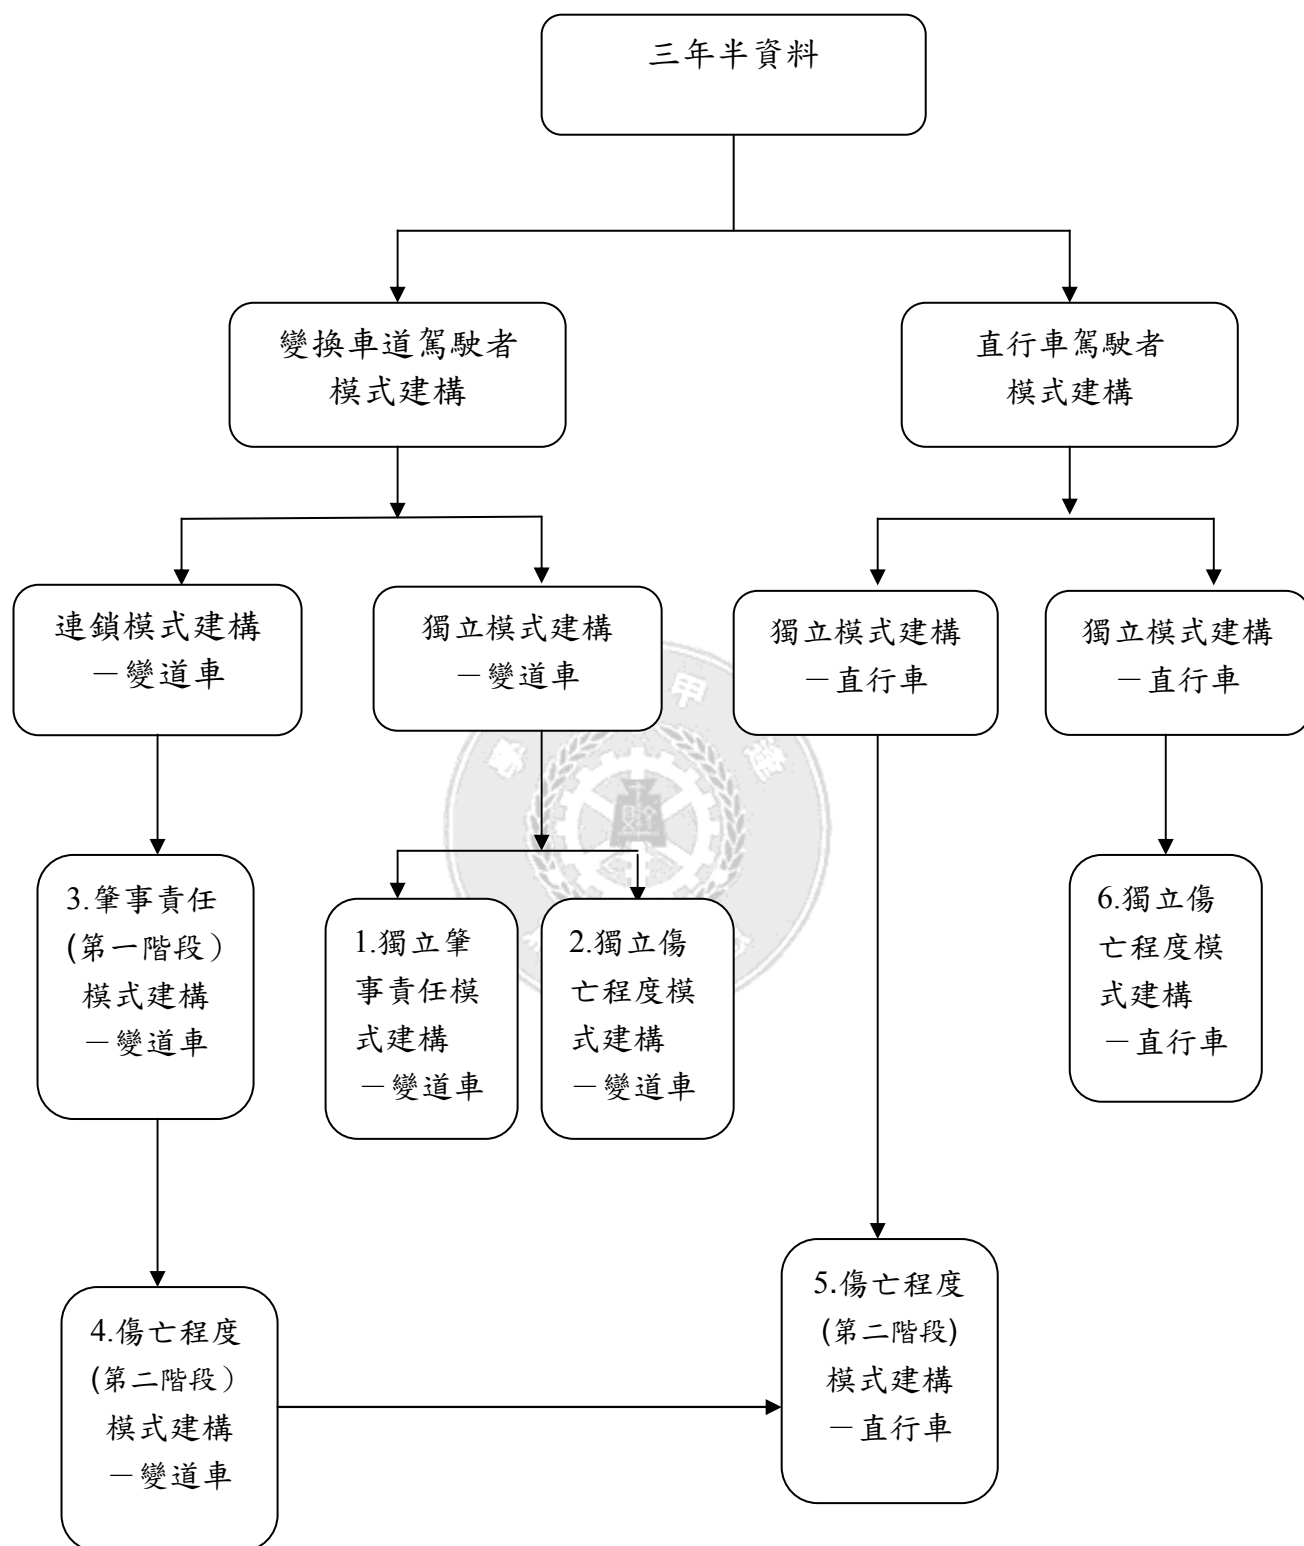 三年半資料
變換車道駕駛者
模式建構
直行車駕駛者
模式建構
連鎖模式建構
－變道車
獨立模式建構
－變道車
獨立模式建構
－直行車
獨立模式建構
－直行車
3.肇事責任
(第一階段）
模式建構
－變道車
1.獨立肇
事責任模
式建構
－變道車
2.獨立傷
亡程度模
式建構
－變道車
6.獨立傷
亡程度模
式建構
－直行車
4.傷亡程度
(第二階段）
模式建構
－變道車
5.傷亡程度
(第二階段)
模式建構
－直行車
甲
逢